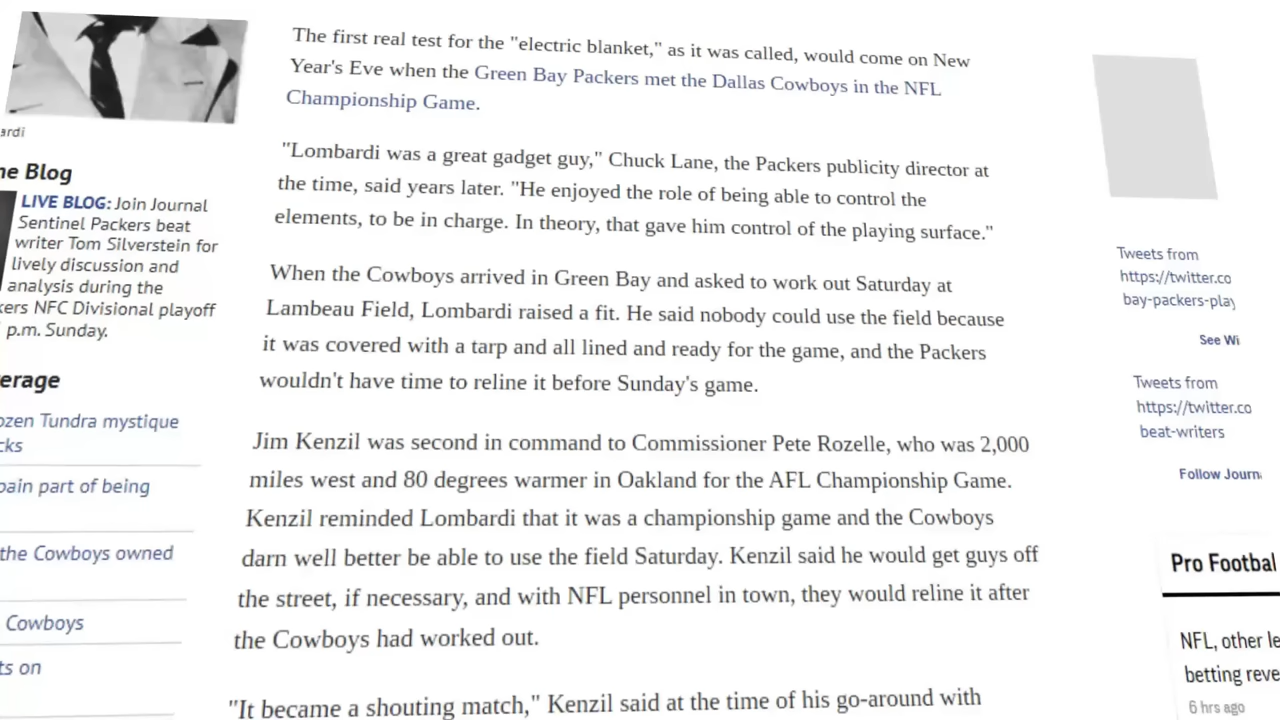 The first real test for the "electric blanket," as it was called, would come on New
Year's Eve when the Green Bay Packers met the Dallas Cowboys in the NFL
Championship Game.
"Lombardi was a great gadget guy," Chuck Lane, the Packers publicity director at
the time, said years later. "He enjoyed the role of being able to control the
elements, to be in charge. In theory, that gave him control of the playing surface."
When the Cowboys arrived in Green Bay and asked to work out Saturday at
Lambeau Field, Lombardi raised a fit. He said nobody could use the field because
it was covered with a tarp and all lined and ready for the game, and the Packers
wouldn't have time to reline it before Sunday's game.
Jim Kenzil was second in command to Commissioner Pete Rozelle, who was 2,000
miles west and 80 degrees warmer in Oakland for the AFL Championship Game.
Kenzil reminded Lombardi that it was a championship game and the Cowboys
darn well better be able to use the field Saturday. Kenzil said he would get guys off
the street, if necessary, and with NFL personnel in town, they would reline it after
the Cowboys had worked out.
"It became a shouting match," Kenzil said at the time of his go-around with
ardi
he Blog
LIVE BLOG: Join Journal
Sentinel Packers beat
writer Tom Silverstein for
lively discussion and
analysis during the
kers NFC Divisional playoff
p.m. Sunday.
erage
ozen Tundra mystique
cks
pain part of being
the Cowboys owned
Cowboys
ts on
Tweets from
https://twitter.co
bay-packers-play
See Wi
Tweets from
https://twitter.co
beat-writers
Follow Journ
Pro Footbal
NFL, other le
betting reve
6 hrs ago